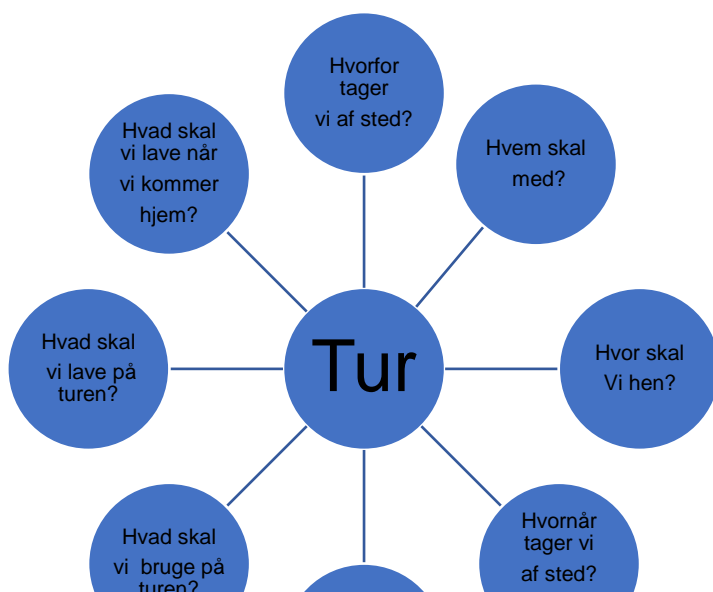 Hvorfor
tager
vi af sted?
Hvem skal
med?
Hvor skal
Vi hen?
Hvornår
tager vi
af sted?
Hvad skal
vi bruge på
turen?
Hvad skal
vi lave på
turen?
Hvad skal
vi lave når
vi kommer
hjem?
Tur